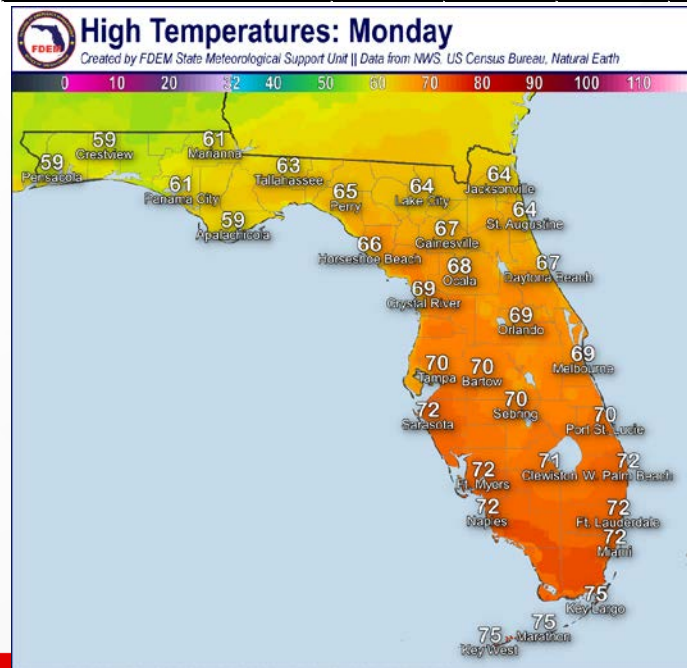 FDEM
High Temperatures: Monday
Created by FDEM State Meteorological Support Unit || Data from NWS, US Census Bureau, Natural Earth
0 10 20 32 40 50 60 70 80 90 100 110
59
Crestview
61
Marianna
59
Pensacola
63
Tallahassee
61
Panama City
65
Perry
64
Lake City
64
Jacksonville
59
Apalachicola
64
St. Augustine
66
Horseshoe Beach
67
Gainesville
68
Ocala
67
Daytona Beach
69
Crystal River
69
Orlando
69
Melbourne
70
Tampa
70
Bartow
72
Sarasota
70
Sebring
70
Port St. Lucie
72
Ft. Myers
71
Clewiston
72
W. Palm Beach
72
Naples
72
Ft. Lauderdale
72
Miami
75
Key Largo
75
Marathon
75
Key West